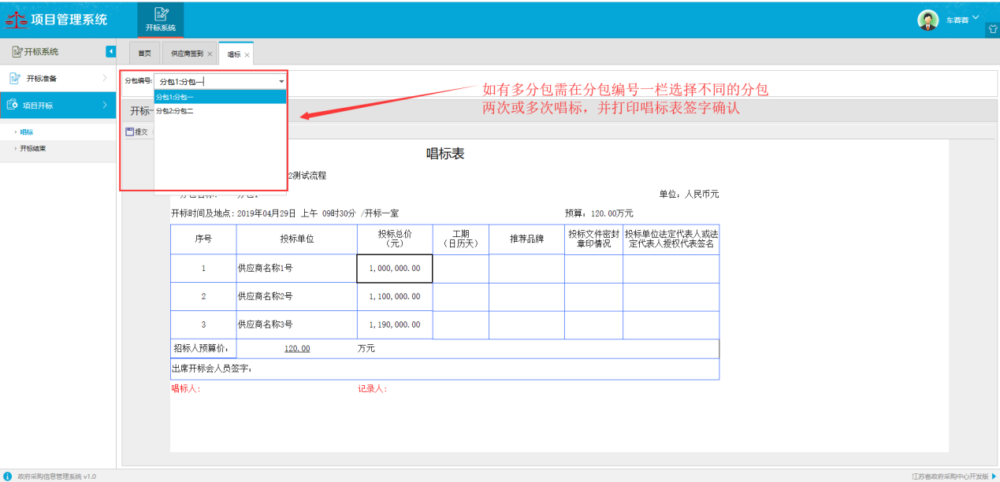 项目管理系统
开标系统
车蓉蓉
开标系统
首页
供应商签到
唱标
开标准备
项目开标
唱标
开标结束
分包编号:
分包1:分包一
分包1:分包一
分包2:分包二
如有多分包需在分包编号一栏选择不同的分包
两次或多次唱标，并打印唱标表签字确认
开标一
提交
唱标表
2测试流程
单位：人民币元
开标时间及地点：2019年04月29日 上午 09时30分 /开标一室
预算：120.00万元
序号 投标单位 投标总价（元） 工期（日历天） 推荐品牌 投标文件密封章印情况 投标单位法定代表人或法定代表人授权代表签名
1 供应商名称1号 1,000,000.00
2 供应商名称2号 1,100,000.00
3 供应商名称3号 1,190,000.00
招标人预算价： 120.00 万元
出席开标会人员签字：
唱标人： 记录人：
政府采购信息管理系统 v1.0
江苏省政府采购中心开发版